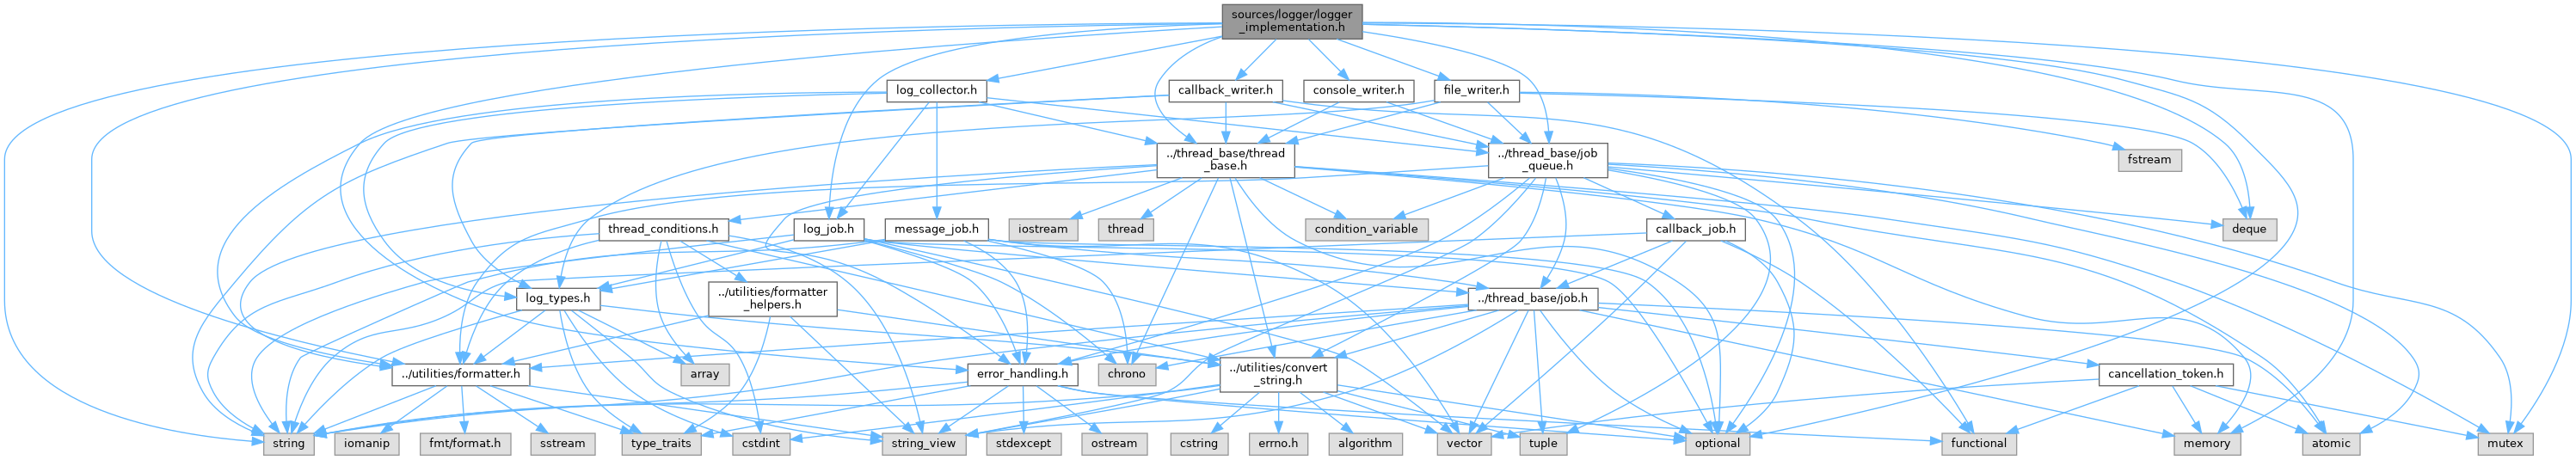 sources/logger/logger
_implementation.h
log_collector.h
callback_writer.h
console_writer.h
file_writer.h
../thread_base/thread
_base.h
../thread_base/job
_queue.h
fstream
thread_conditions.h
log_job.h
message_job.h
iostream
thread
condition_variable
callback_job.h
deque
log_types.h
../utilities/formatter
_helpers.h
../thread_base/job.h
../utilities/formatter.h
array
error_handling.h
chrono
../utilities/convert
_string.h
cancellation_token.h
string
iomanip
fmt/format.h
sstream
type_traits
cstdint
string_view
stdexcept
ostream
cstring
errno.h
algorithm
vector
tuple
optional
functional
memory
atomic
mutex